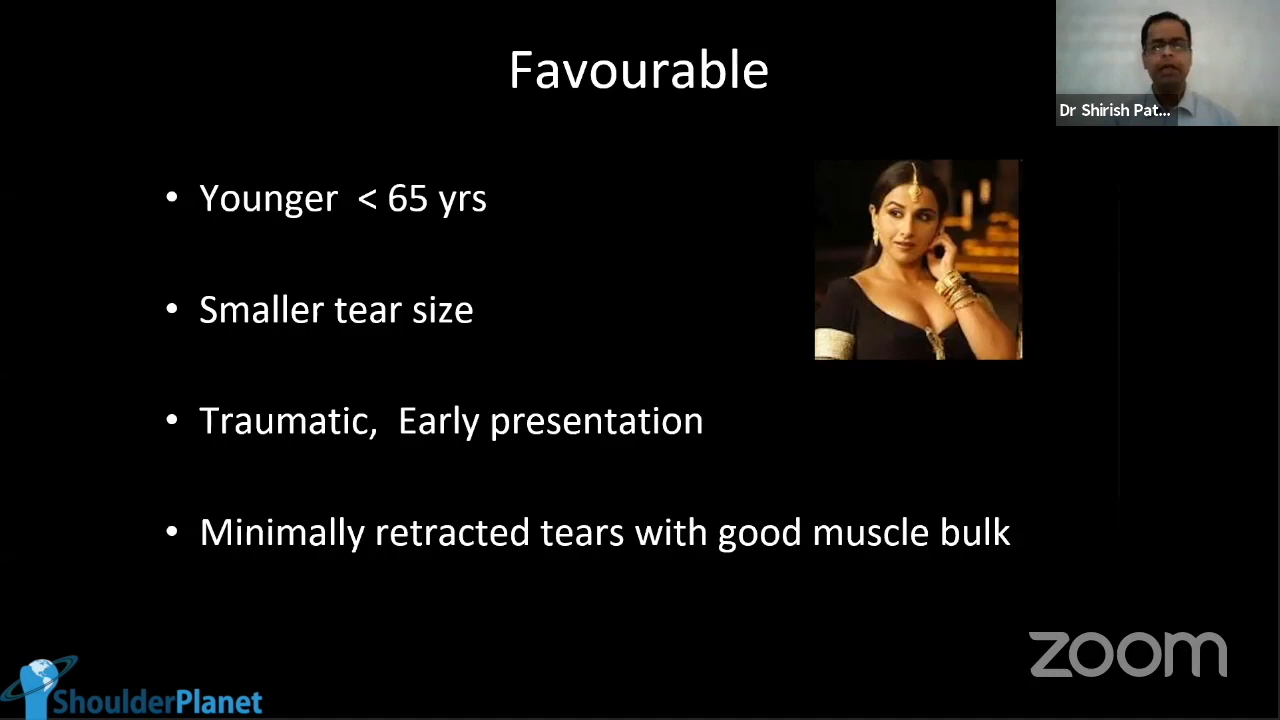 Favourable
Dr Shirish Pat...
• Younger < 65 yrs
• Smaller tear size
• Traumatic, Early presentation
• Minimally retracted tears with good muscle bulk
zoom
ShoulderPlanet